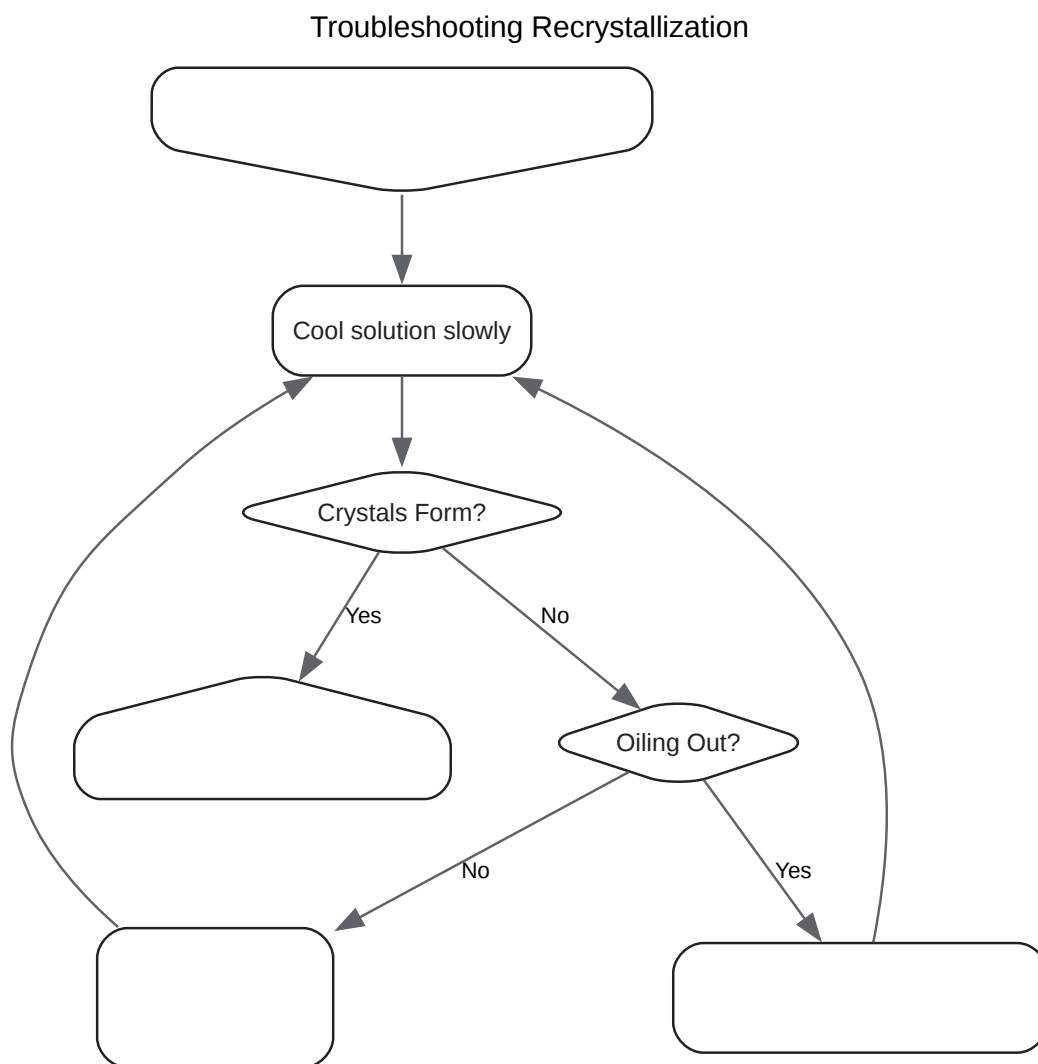 Troubleshooting Recrystallization
Cool solution slowly
Crystals Form?
Yes
No
Oiling Out?
No
Yes